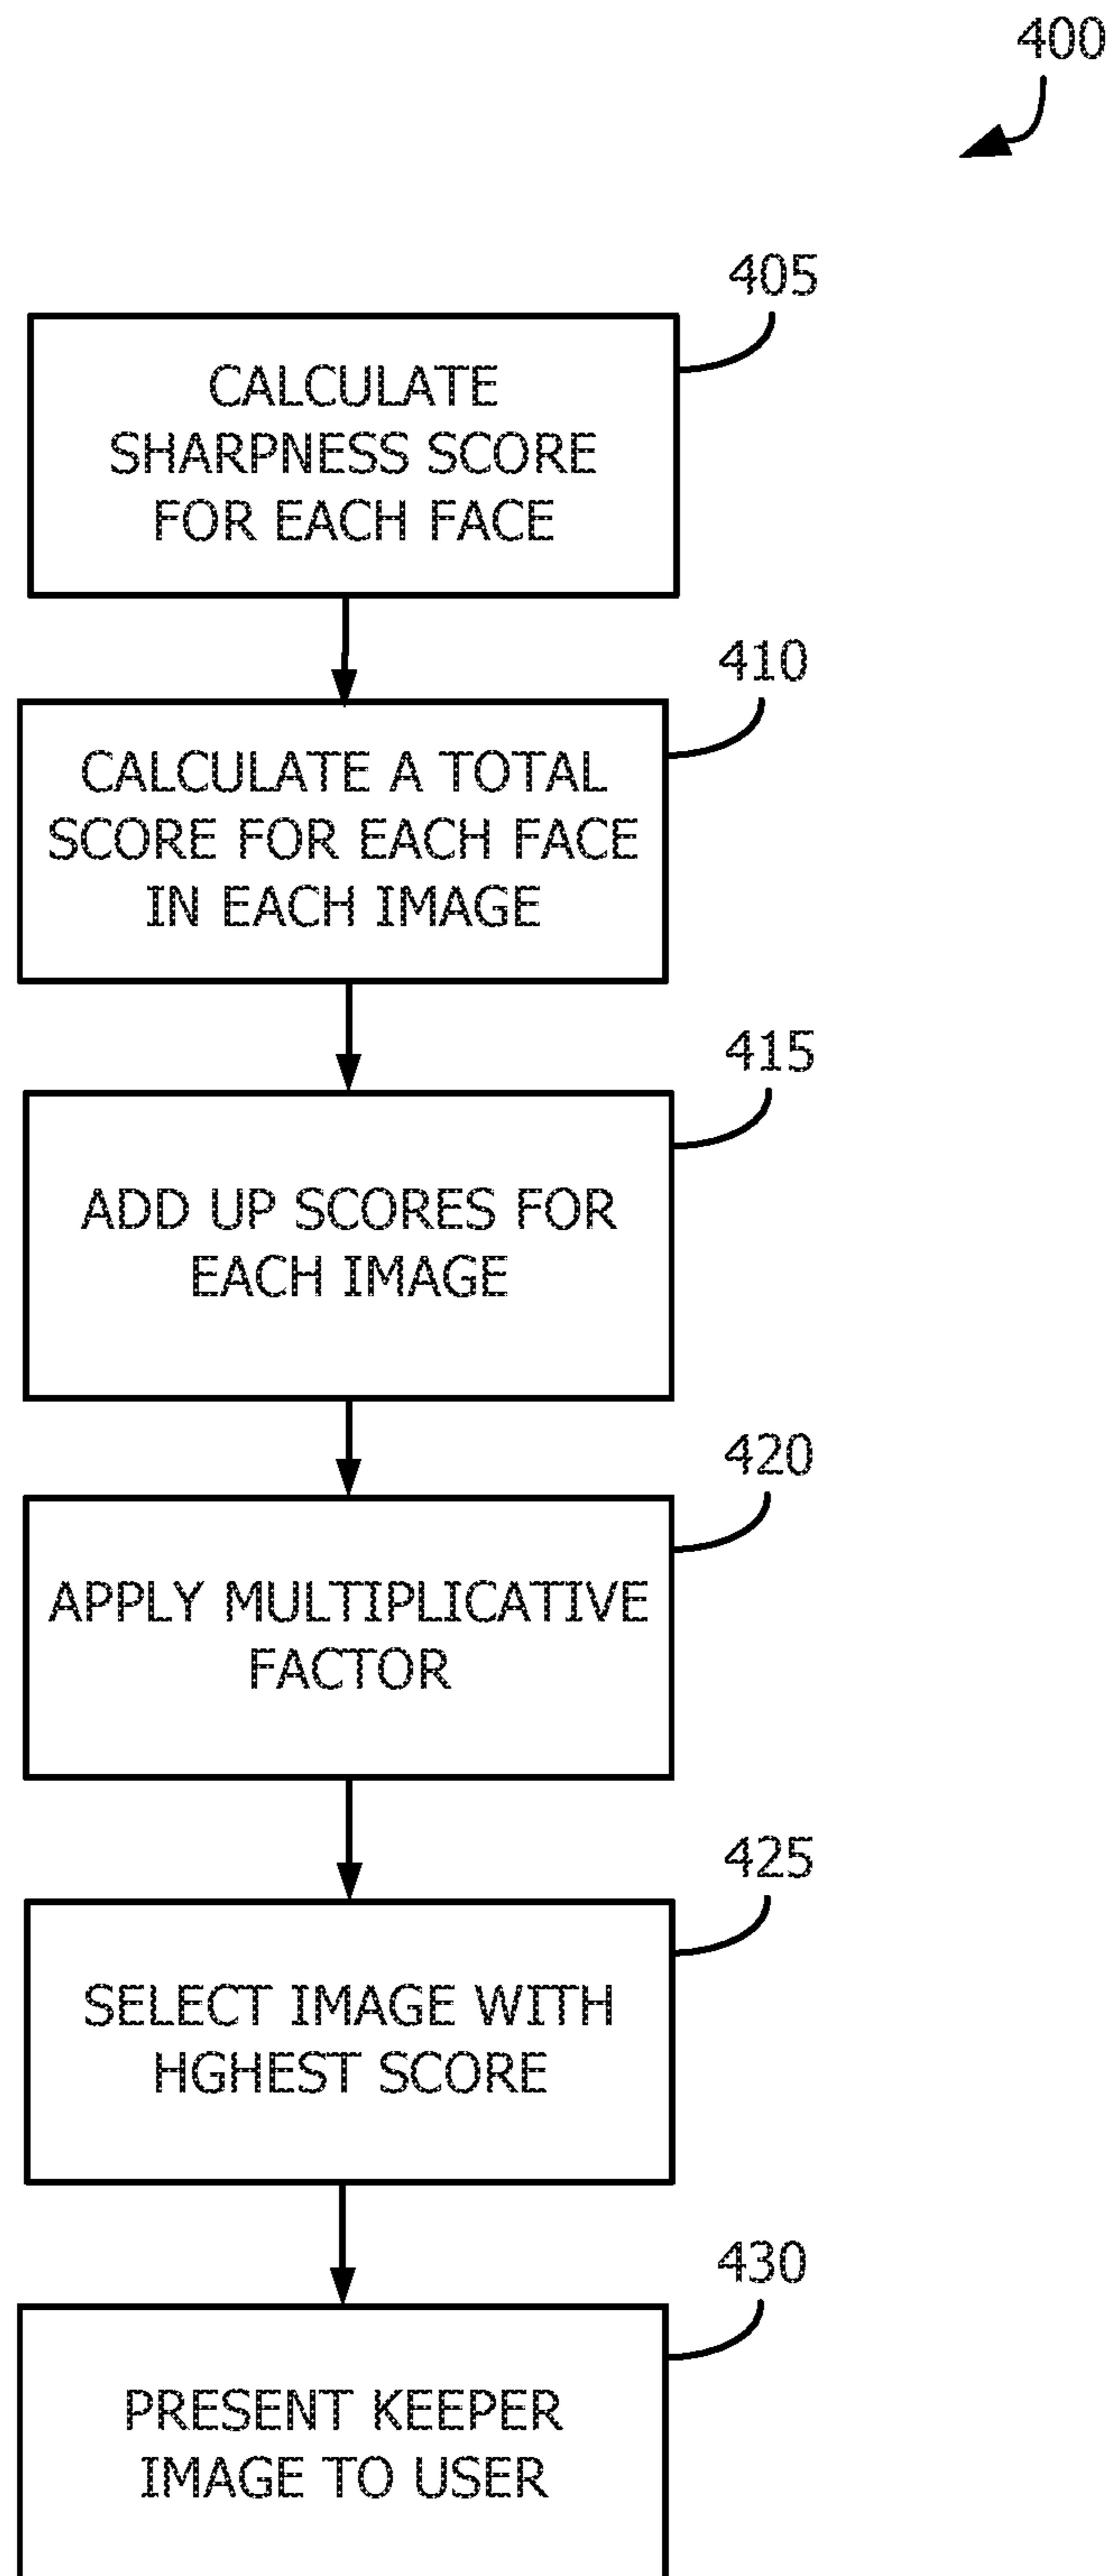 400
405
CALCULATE
SHARPNESS SCORE
FOR EACH FACE
410
CALCULATE A TOTAL
SCORE FOR EACH FACE
IN EACH IMAGE
415
ADD UP SCORES FOR
EACH IMAGE
420
APPLY MULTIPLICATIVE
FACTOR
425
SELECT IMAGE WITH
HGHEST SCORE
430
PRESENT KEEPER
IMAGE TO USER